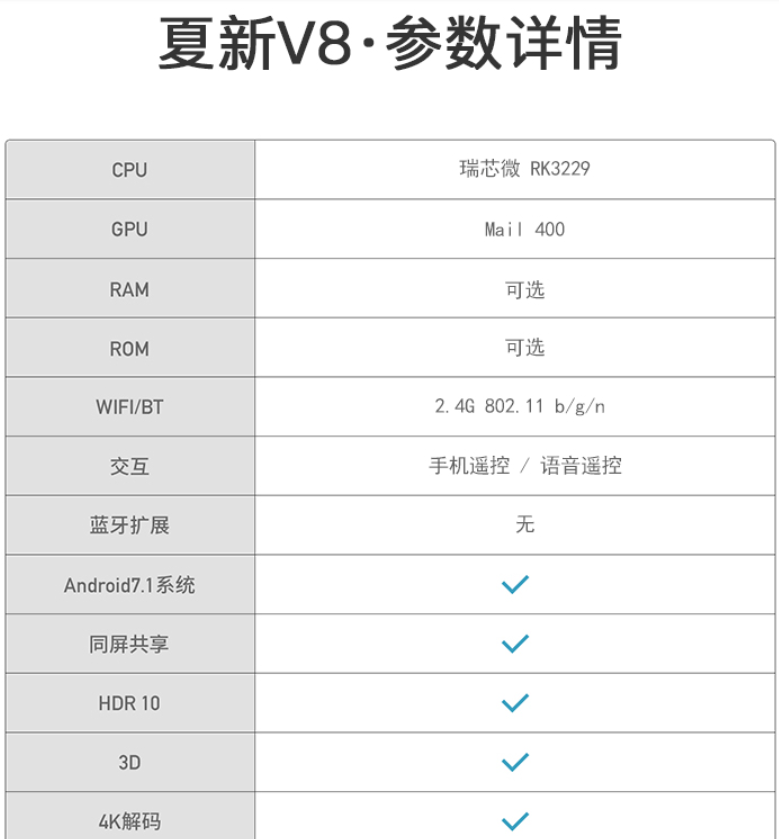 夏新V8·参数详情
CPU 瑞芯微 RK3229
GPU Mail 400
RAM 可选
ROM 可选
WIFI/BT 2.4G 802.11 b/g/n
交互 手机遥控 / 语音遥控
蓝牙扩展 无
Android7.1系统
同屏共享
HDR 10
3D
4K解码